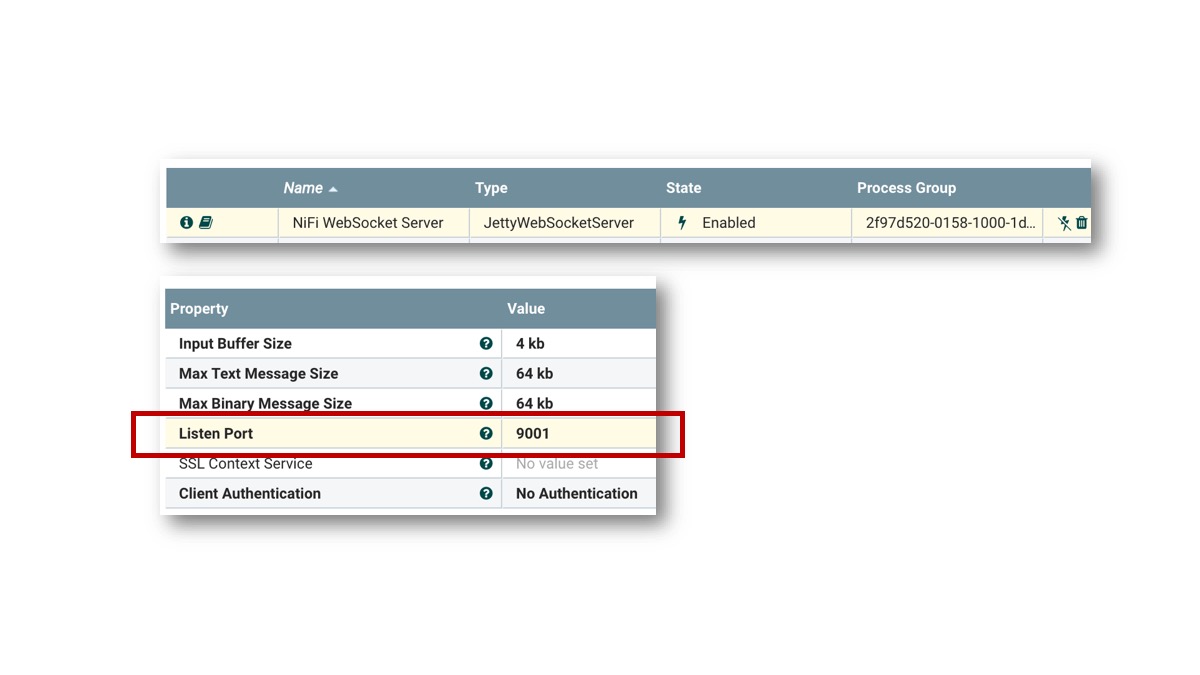 Name Type State Process Group
NiFi WebSocket Server JettyWebSocketServer Enabled 2f97d520-0158-1000-1d...
Property Value
Input Buffer Size 4 kb
Max Text Message Size 64 kb
Max Binary Message Size 64 kb
Listen Port 9001
SSL Context Service No value set
Client Authentication No Authentication